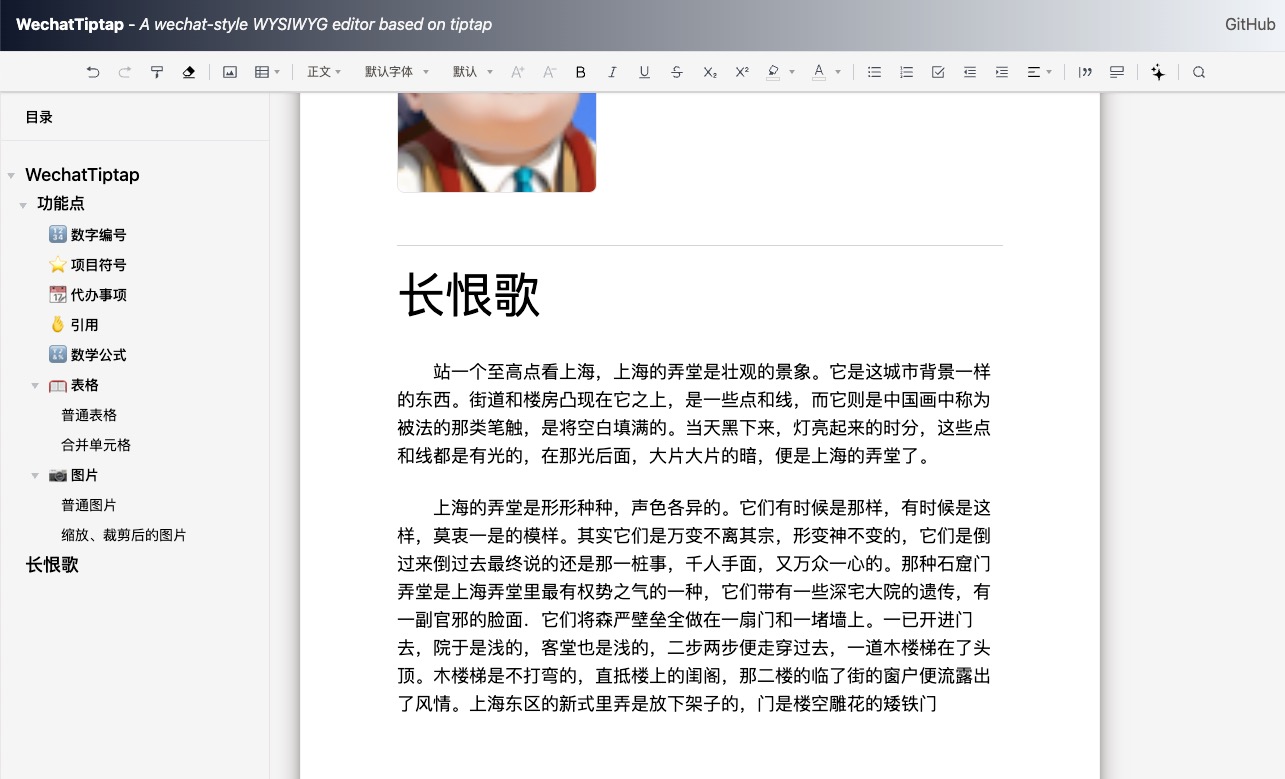 WechatTiptap - A wechat-style WYSIWYG editor based on tiptap
GitHub
正文
默认字体
默认
A+
A-
B
I
U
S
X₂
X²
A
目录
WechatTiptap
功能点
🔢 数字编号
⭐ 项目符号
📆 代办事项
🫰 引用
🔣 数学公式
📖 表格
普通表格
合并单元格
📷 图片
普通图片
缩放、裁剪后的图片
长恨歌
长恨歌
站一个至高点看上海，上海的弄堂是壮观的景象。它是这城市背景一样
的东西。街道和楼房凸现在它之上，是一些点和线，而它则是中国画中称为
被法的那类笔触，是将空白填满的。当天黑下来，灯亮起来的时分，这些点
和线都是有光的，在那光后面，大片大片的暗，便是上海的弄堂了。
上海的弄堂是形形种种，声色各异的。它们有时候是那样，有时候是这
样，莫衷一是的模样。其实它们是万变不离其宗，形变神不变的，它们是倒
过来倒过去最终说的还是那一桩事，千人手面，又万众一心的。那种石窟门
弄堂是上海弄堂里最有权势之气的一种，它们带有一些深宅大院的遗传，有
一副官邪的脸面．它们将森严壁垒全做在一扇门和一堵墙上。一已开进门
去，院于是浅的，客堂也是浅的，二步两步便走穿过去，一道木楼梯在了头
顶。木楼梯是不打弯的，直抵楼上的闺阁，那二楼的临了街的窗户便流露出
了风情。上海东区的新式里弄是放下架子的，门是楼空雕花的矮铁门